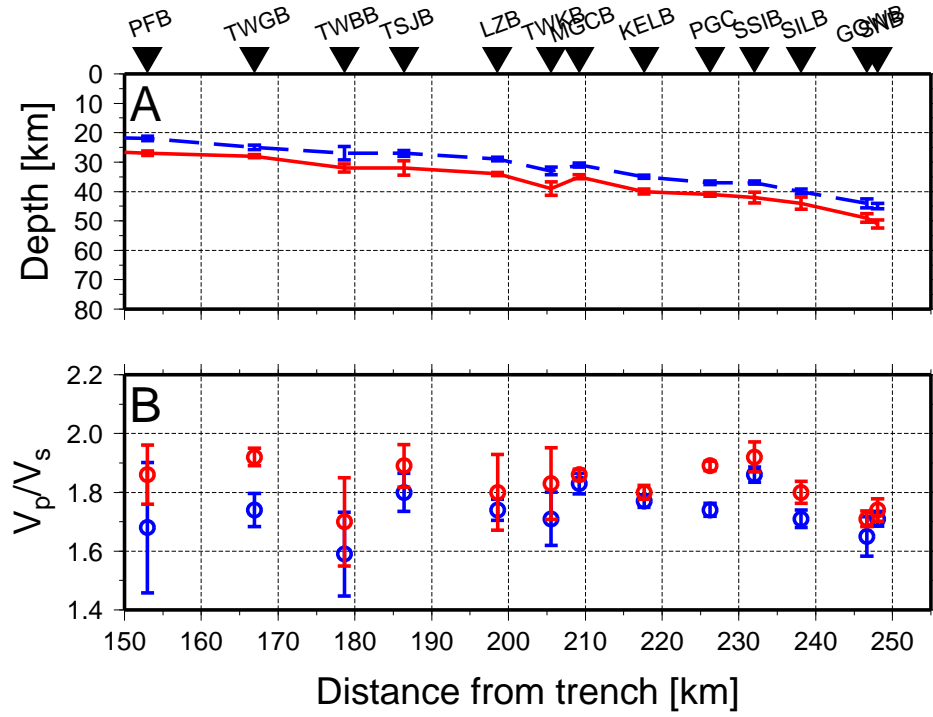 PFB TWGB TWBB TSJB LZB TWKB MGCB KELB PGC SSIB SILB GOWB SNB
A
Depth [km]
0
10
20
30
40
50
60
70
80
B
Vp/Vs
2.2
2.0
1.8
1.6
1.4
150 160 170 180 190 200 210 220 230 240 250
Distance from trench [km]